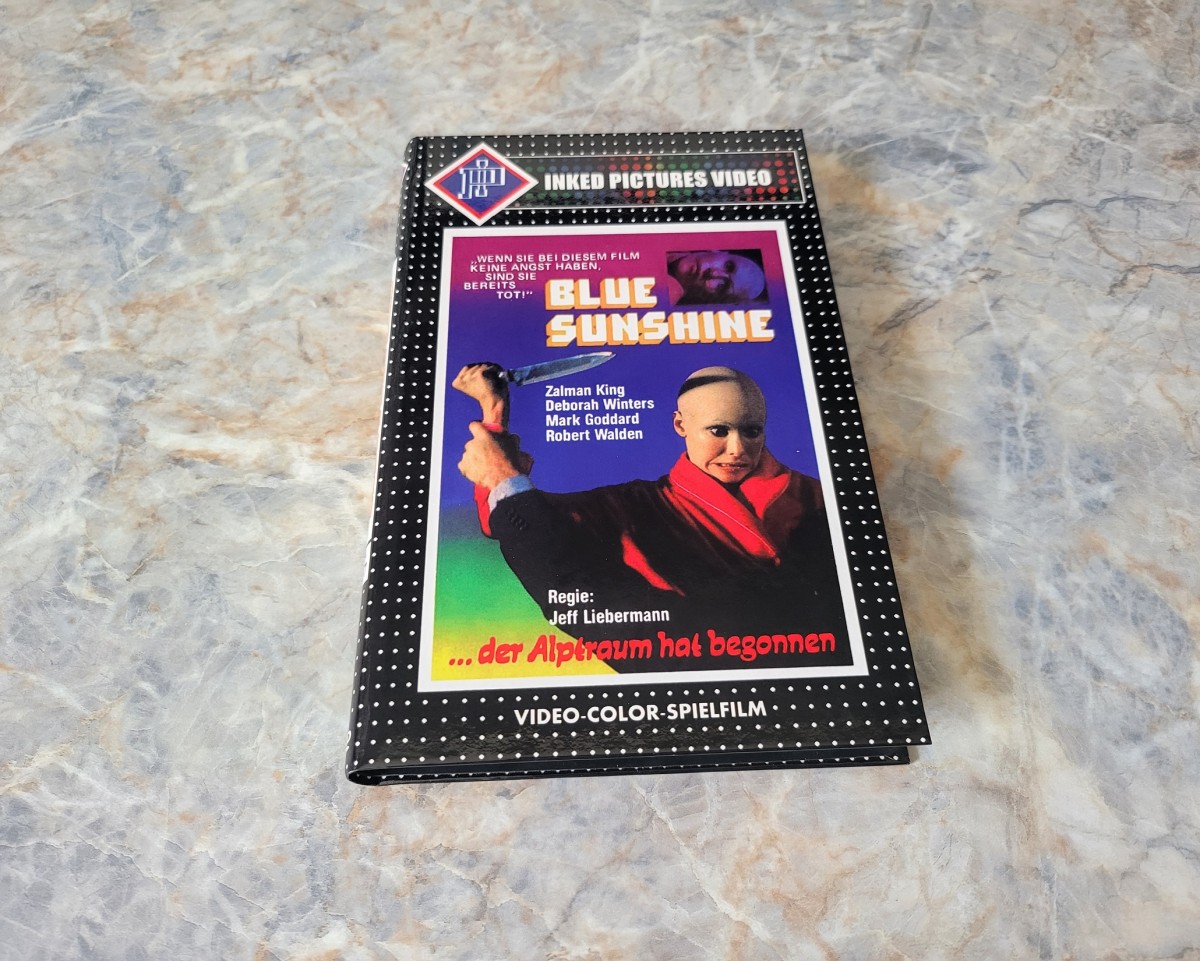 INKED PICTURES VIDEO
„WENN SIE BEI DIESEM FILM
KEINE ANGST HABEN,
SIND SIE
BEREITS
TOT!"
BLUE
SUNSHINE
Zalman King
Deborah Winters
Mark Goddard
Robert Walden
Regie:
Jeff Liebermann
...der Alptraum hat begonnen
VIDEO-COLOR-SPIELFILM